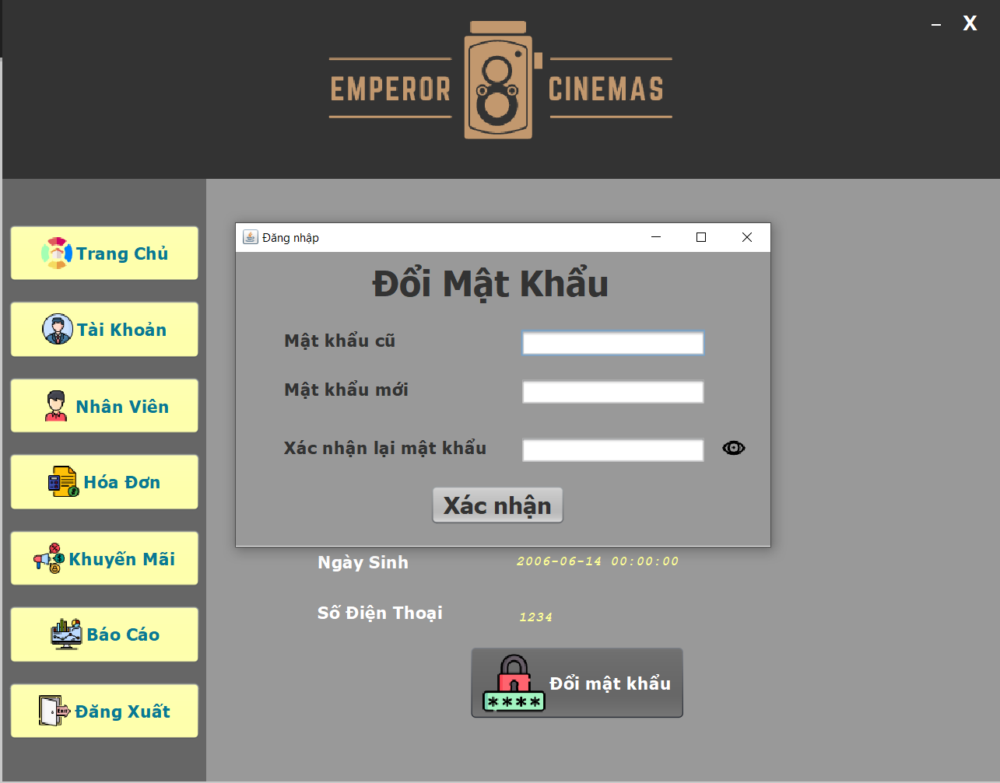 – X
EMPEROR CINEMAS
Trang Chủ
Tài Khoản
Nhân Viên
Hóa Đơn
Khuyến Mãi
Báo Cáo
Đăng Xuất
Đăng nhập
Đổi Mật Khẩu
Mật khẩu cũ
Mật khẩu mới
Xác nhận lại mật khẩu
Xác nhận
Ngày Sinh 2006-06-14 00:00:00
Số Điện Thoại 1234
**** Đổi mật khẩu